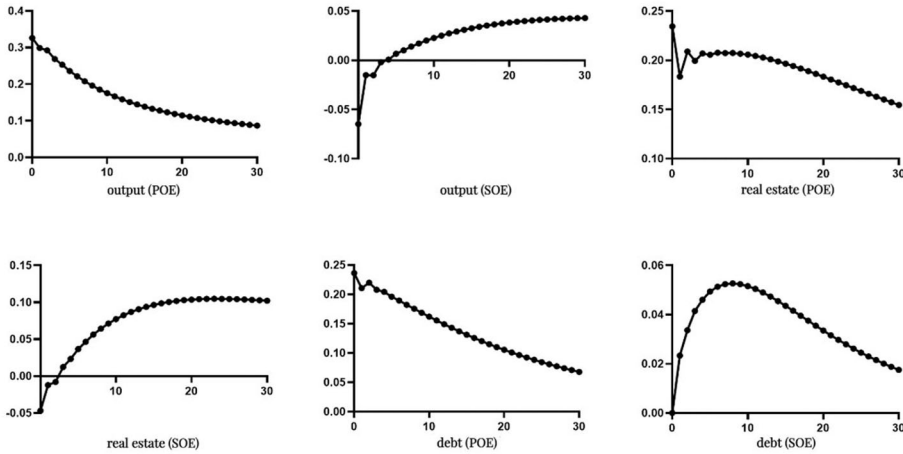 0.4
0.3
0.2
0.1
0.0
0 10 20 30
output (POE)
0.05
0.00
-0.05
-0.10
10 20 30
output (SOE)
0.25
0.20
0.15
0.10
0 10 20 30
real estate (POE)
0.15
0.10
0.05
0.00
-0.05
10 20 30
real estate (SOE)
0.25
0.20
0.15
0.10
0.05
0.00
0 10 20 30
debt (POE)
0.06
0.04
0.02
0.00
0 10 20 30
debt (SOE)